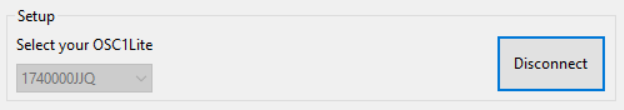 Setup
Select your OSC1Lite
1740000JJQ
Disconnect